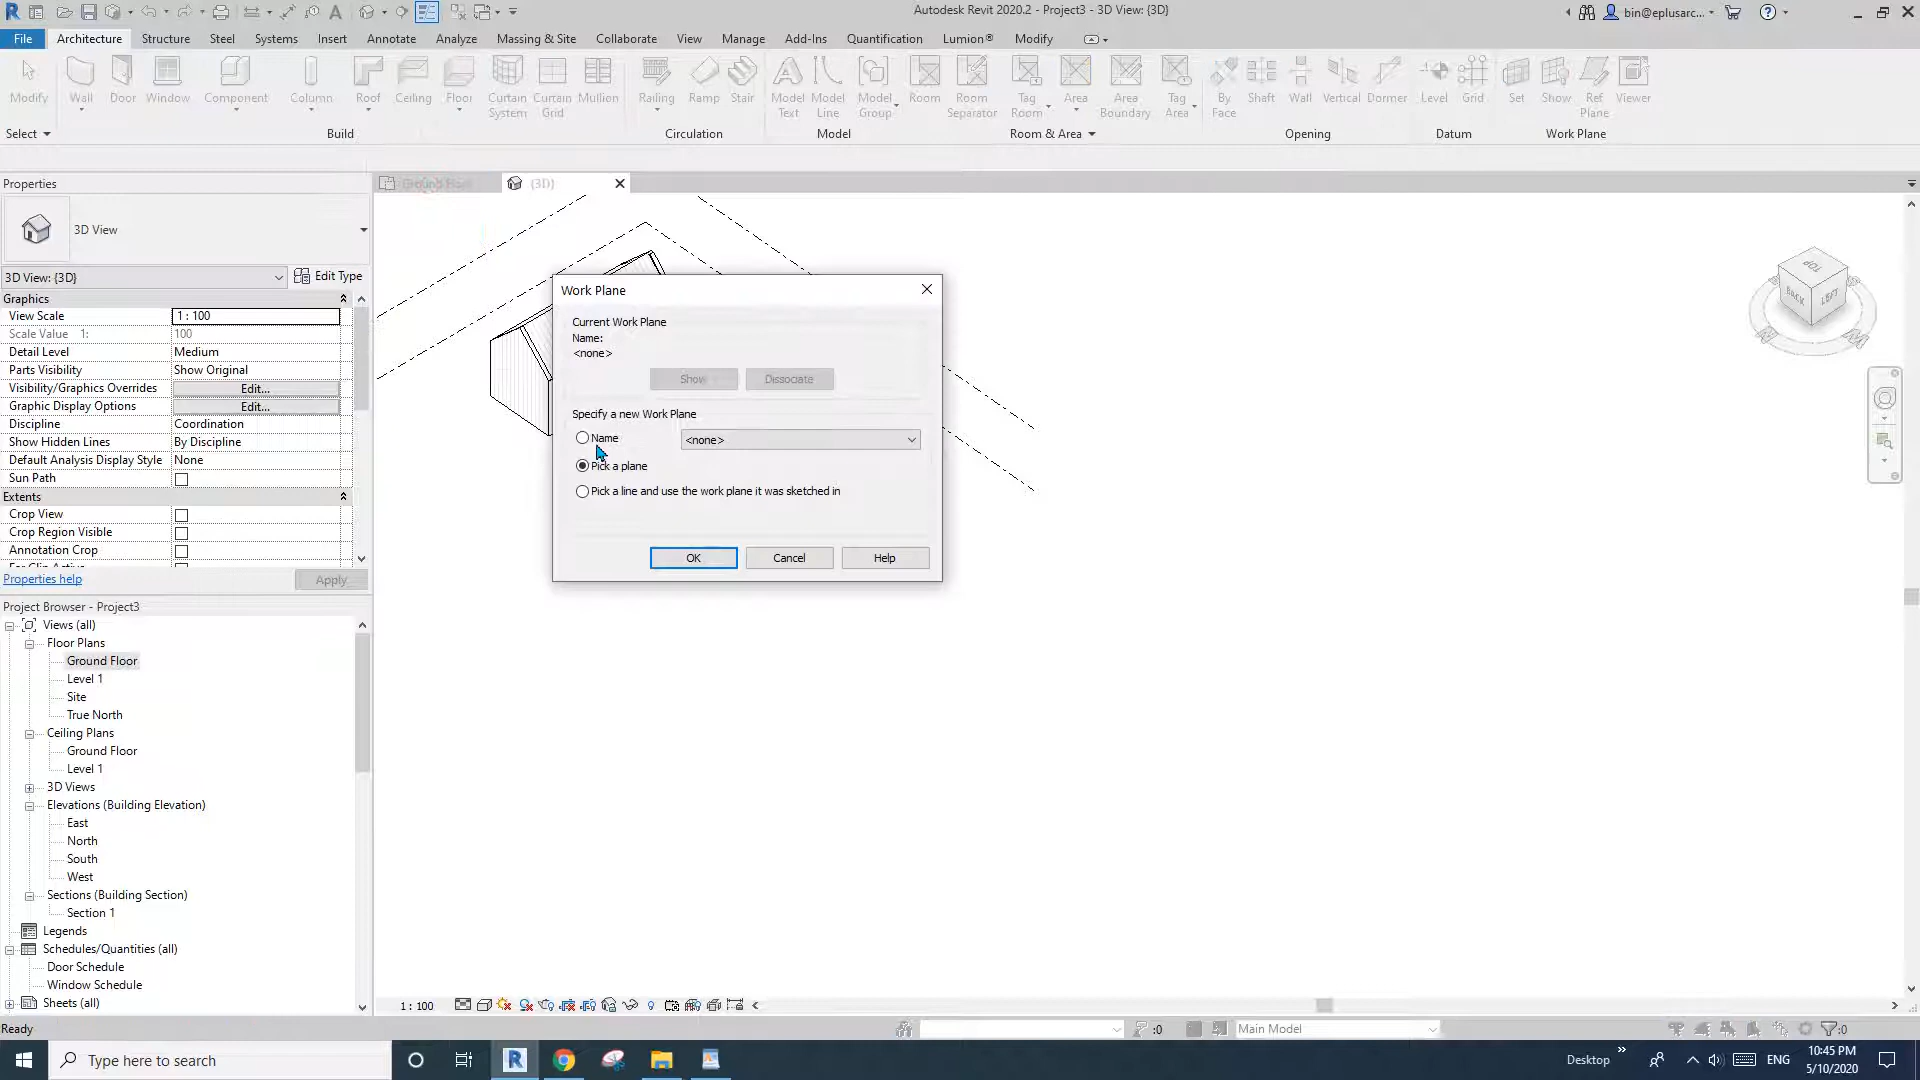 Autodesk Revit 2020.2 - Project3 - 3D View: {3D}
bin@eplusarc...
File Architecture Structure Steel Systems Insert Annotate Analyze Massing & Site Collaborate View Manage Add-Ins Quantification Lumion® Modify
Modify Wall Door Window Component Column Roof Ceiling Floor Curtain System Curtain Grid Mullion Railing Ramp Stair Model Text Model Line Model Group Room Room Separator Tag Room Area Area Boundary Tag Area By Face Shaft Wall Vertical Dormer Level Grid Set Show Ref Plane Viewer
Select Build Circulation Model Room & Area Opening Datum Work Plane
Properties
3D View
3D View: {3D} Edit Type
Graphics
View Scale 1 : 100
Scale Value 1: 100
Detail Level Medium
Parts Visibility Show Original
Visibility/Graphics Overrides Edit...
Graphic Display Options Edit...
Discipline Coordination
Show Hidden Lines By Discipline
Default Analysis Display Style None
Sun Path
Extents
Crop View
Crop Region Visible
Annotation Crop
Properties help Apply
Project Browser - Project3
Views (all)
Floor Plans
Ground Floor
Level 1
Site
True North
Ceiling Plans
Ground Floor
Level 1
3D Views
Elevations (Building Elevation)
East
North
South
West
Sections (Building Section)
Section 1
Legends
Schedules/Quantities (all)
Door Schedule
Window Schedule
Sheets (all)
Ground Floor {3D}
Work Plane
Current Work Plane
Name:
<none>
Show Dissociate
Specify a new Work Plane
Name <none>
Pick a plane
Pick a line and use the work plane it was sketched in
OK Cancel Help
TOP
BACK LEFT
1 : 100
Ready :0 Main Model :0
Type here to search
Desktop ENG
10:45 PM
5/10/2020